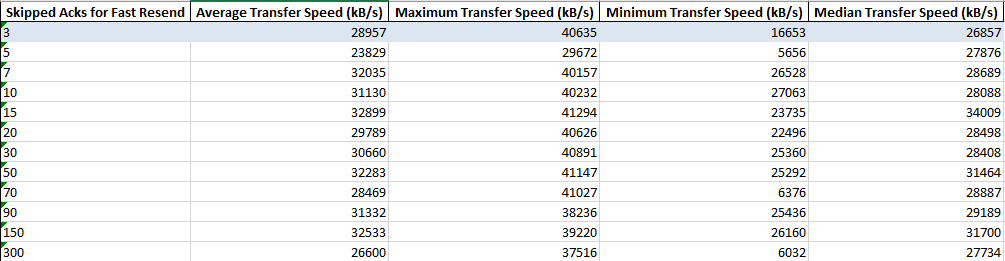 Skipped Acks for Fast Resend Average Transfer Speed (kB/s) Maximum Transfer Speed (kB/s) Minimum Transfer Speed (kB/s) Median Transfer Speed (kB/s)
3 28957 40635 16653 26857
5 23829 29672 5656 27876
7 32035 40157 26528 28689
10 31130 40232 27063 28088
15 32899 41294 23735 34009
20 29789 40626 22496 28498
30 30660 40891 25360 28408
50 32283 41147 25292 31464
70 28469 41027 6376 28887
90 31332 38236 25436 29189
150 32533 39220 26160 31700
300 26600 37516 6032 27734